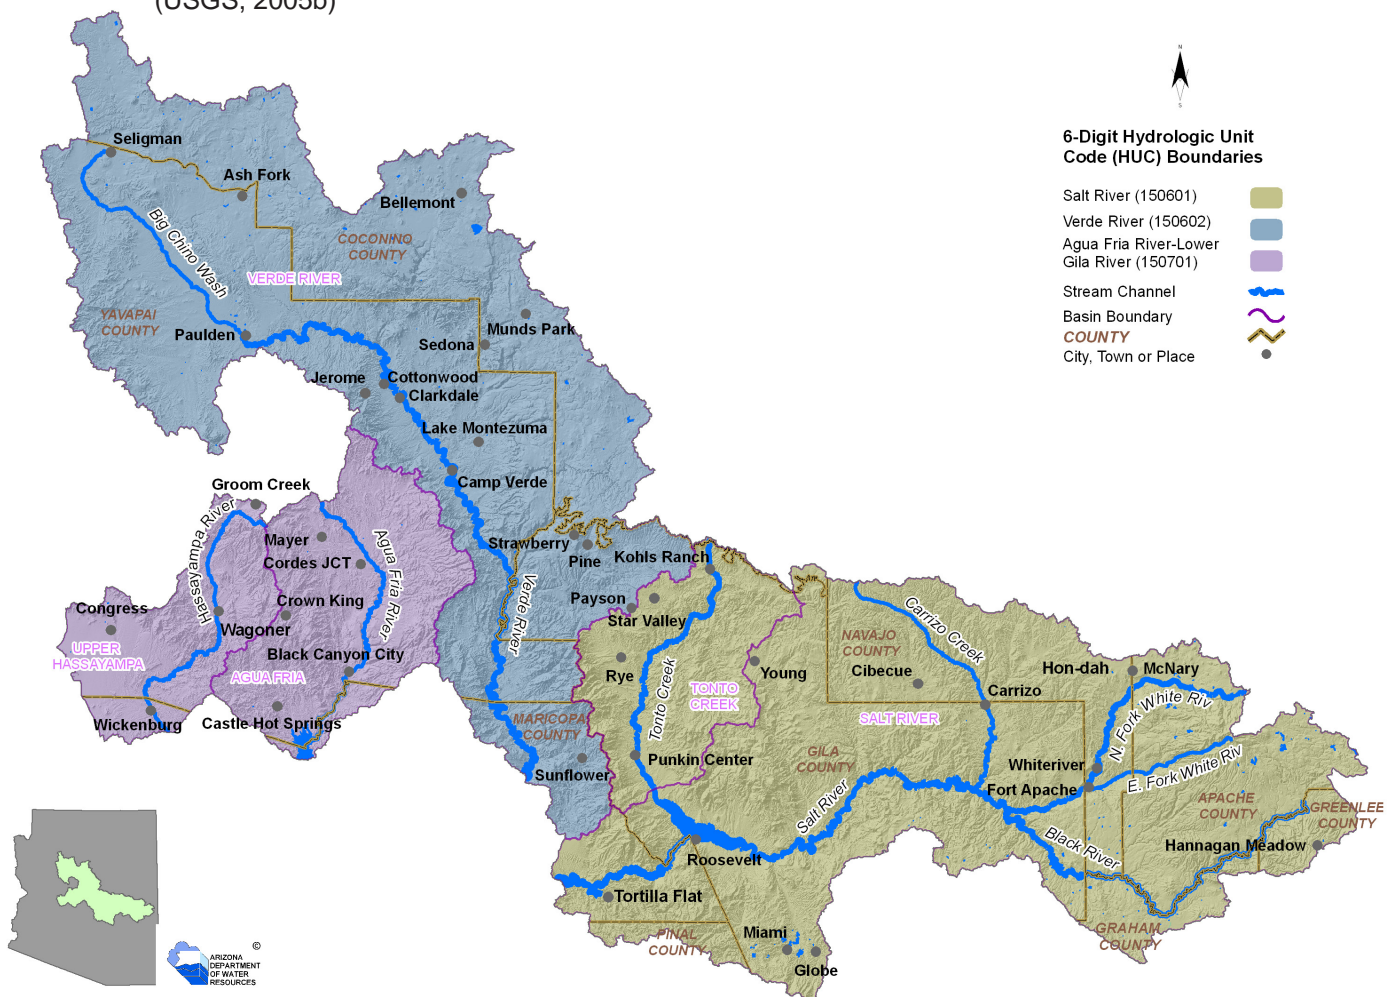 (USGS, 2005b)
N
S
6-Digit Hydrologic Unit
Code (HUC) Boundaries
Salt River (150601)
Verde River (150602)
Agua Fria River-Lower
Gila River (150701)
Stream Channel
Basin Boundary
COUNTY
City, Town or Place
Seligman
Ash Fork
Bellemont
Big Chino Wash
COCONINO
COUNTY
VERDE RIVER
YAVAPAI
COUNTY
Paulden
Munds Park
Sedona
Jerome
Cottonwood
Clarkdale
Lake Montezuma
Camp Verde
Groom Creek
Hassayampa River
Mayer
Cordes JCT
Agua Fria River
Strawberry
Pine
Kohls Ranch
Verde River
Congress
Crown King
Wagoner
UPPER
HASSAYAMPA
Black Canyon City
AGUA FRIA
Wickenburg
Castle Hot Springs
Payson
Star Valley
Rye
Tonto Creek
Young
TONTO
CREEK
MARICOPA
COUNTY
Sunflower
Punkin Center
NAVAJO
COUNTY
Carrizo Creek
Cibecue
Carrizo
SALT RIVER
GILA
COUNTY
Hon-dah
McNary
N. Fork White Riv
Whiteriver
Fort Apache
E. Fork White Riv
Salt River
Black River
APACHE
COUNTY
GREENLEE
COUNTY
Hannagan Meadow
Roosevelt
Tortilla Flat
PINAL
COUNTY
Miami
Globe
GRAHAM
COUNTY
©
ARIZONA
DEPARTMENT
OF WATER
RESOURCES